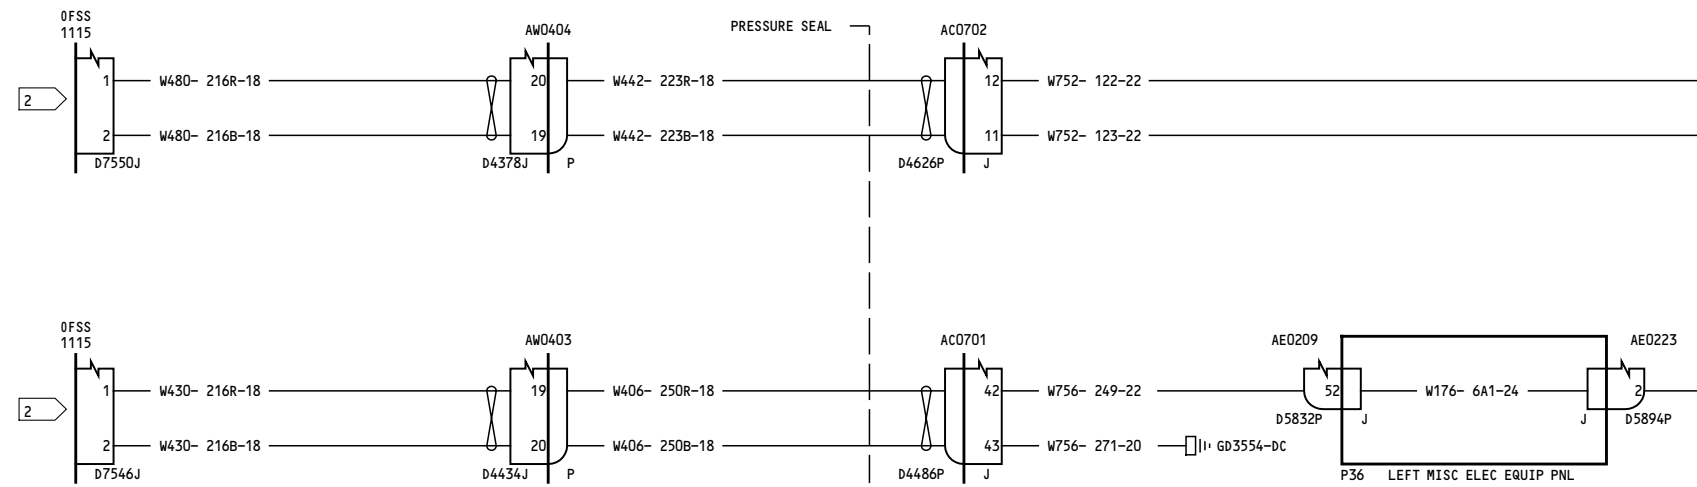 0FSS
1115
AW0404
PRESSURE SEAL
AC0702
1 W480- 216R-18 20 W442- 223R-18 12 W752- 122-22
2
2 W480- 216B-18 19 W442- 223B-18 11 W752- 123-22
D7550J D4378J P D4626P J
0FSS
1115
AW0403 AC0701 AE0209 AE0223
1 W430- 216R-18 19 W406- 250R-18 42 W756- 249-22 52 W176- 6A1-24 2
2
D5832P J J D5894P
2 W430- 216B-18 20 W406- 250B-18 43 W756- 271-20 GD3554-DC
D7546J D4434J P D4486P J P36 LEFT MISC ELEC EQUIP PNL